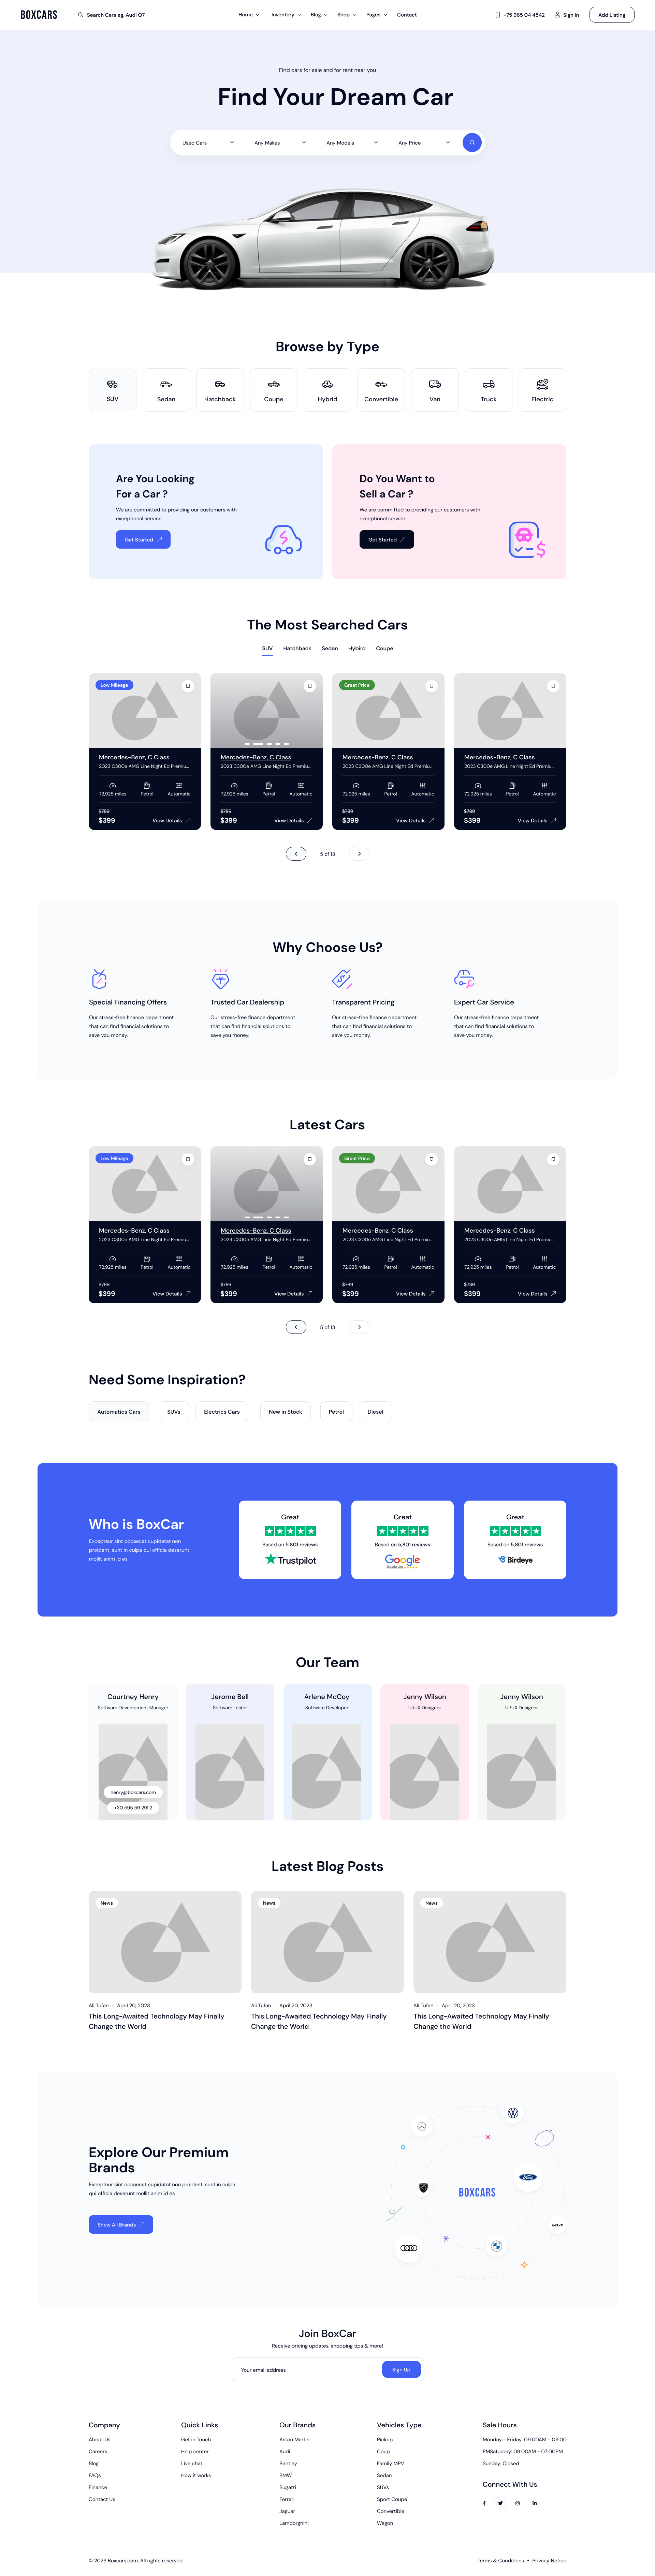 BOXCARS
Search Cars eg. Audi Q7
Home
Inventory
Blog
Shop
Pages
Contact
+75 965 04 4542
Sign in
Add Listing
Find cars for sale and for rent near you
Find Your Dream Car
Used Cars
Any Makes
Any Models
Any Price
Browse by Type
SUV
Sedan
Hatchback
Coupe
Hybrid
Convertible
Van
Truck
Electric
Are You Looking
For a Car ?
We are committed to providing our customers with
exceptional service.
Get Started
Do You Want to
Sell a Car ?
We are committed to providing our customers with
exceptional service.
Get Started
The Most Searched Cars
SUV
Hatchback
Sedan
Hybird
Coupe
Low Mileage
Mercedes-Benz, C Class
2023 C300e AMG Line Night Ed Premiu...
72,925 miles
Petrol
Automatic
$789
$399
View Details
Mercedes-Benz, C Class
2023 C300e AMG Line Night Ed Premiu...
72,925 miles
Petrol
Automatic
$789
$399
View Details
Great Price
Mercedes-Benz, C Class
2023 C300e AMG Line Night Ed Premiu...
72,925 miles
Petrol
Automatic
$789
$399
View Details
Mercedes-Benz, C Class
2023 C300e AMG Line Night Ed Premiu...
72,925 miles
Petrol
Automatic
$789
$399
View Details
5 of 13
Why Choose Us?
Special Financing Offers
Our stress-free finance department
that can find financial solutions to
save you money.
Trusted Car Dealership
Our stress-free finance department
that can find financial solutions to
save you money.
Transparent Pricing
Our stress-free finance department
that can find financial solutions to
save you money.
Expert Car Service
Our stress-free finance department
that can find financial solutions to
save you money.
Latest Cars
Low Mileage
Mercedes-Benz, C Class
2023 C300e AMG Line Night Ed Premiu...
72,925 miles
Petrol
Automatic
$789
$399
View Details
Mercedes-Benz, C Class
2023 C300e AMG Line Night Ed Premiu...
72,925 miles
Petrol
Automatic
$789
$399
View Details
Great Price
Mercedes-Benz, C Class
2023 C300e AMG Line Night Ed Premiu...
72,925 miles
Petrol
Automatic
$789
$399
View Details
Mercedes-Benz, C Class
2023 C300e AMG Line Night Ed Premiu...
72,925 miles
Petrol
Automatic
$789
$399
View Details
5 of 13
Need Some Inspiration?
Automatics Cars
SUVs
Electrics Cars
New in Stock
Petrol
Diesel
Who is BoxCar
Excepteur sint occaecat cupidatat non
proident, sunt in culpa qui officia deserunt
mollit anim id es
Great
Based on 5,801 reviews
Trustpilot
Great
Based on 5,801 reviews
Google
Reviews
Great
Based on 5,801 reviews
Birdeye
Our Team
Courtney Henry
Software Development Manager
henry@boxcars.com
+30 595 59 291 2
Jerome Bell
Software Tester
Arlene McCoy
Software Developer
Jenny Wilson
UI/UX Designer
Jenny Wilson
UI/UX Designer
Latest Blog Posts
News
Ali Tufan
April 20, 2023
This Long-Awaited Technology May Finally
Change the World
News
Ali Tufan
April 20, 2023
This Long-Awaited Technology May Finally
Change the World
News
Ali Tufan
April 20, 2023
This Long-Awaited Technology May Finally
Change the World
Explore Our Premium
Brands
Excepteur sint occaecat cupidatat non proident, sunt in culpa
qui officia deserunt mollit anim id es
Show All Brands
BOXCARS
Ford
Join BoxCar
Receive pricing updates, shopping tips & more!
Your email address
Sign Up
Company
About Us
Careers
Blog
FAQs
Finance
Contact Us
Quick Links
Get in Touch
Help center
Live chat
How it works
Our Brands
Aston Martin
Audi
Bentley
BMW
Bugatti
Ferrari
Jaguar
Lamborghini
Vehicles Type
Pickup
Coup
Family MPV
Sedan
SUVs
Sport Coupe
Convertible
Wagon
Sale Hours
Monday - Friday: 09:00AM - 09:00
PMSaturday: 09:00AM - 07:00PM
Sunday: Closed
Connect With Us
© 2023 Boxcars.com. All rights reserved.
Terms & Conditions • Privacy Notice